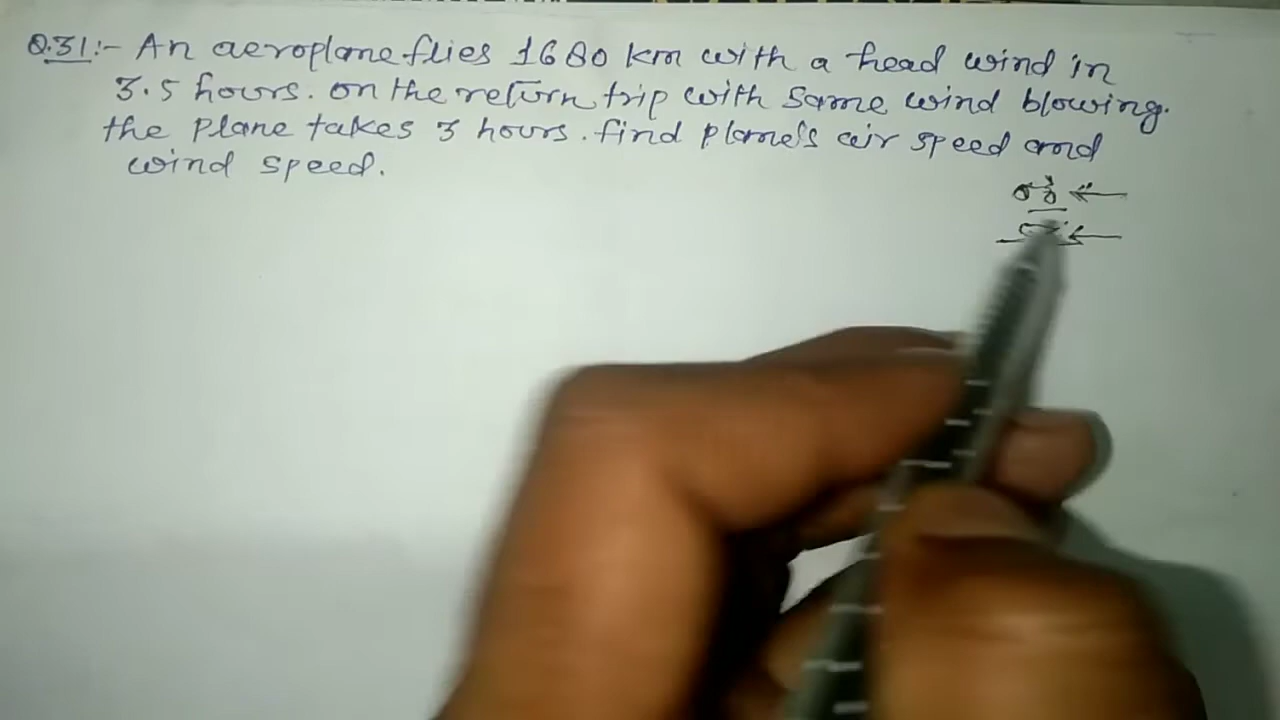 Q.31:- An aeroplane flies 1680 km with a head wind in
3.5 hours. on the return trip with same wind blowing.
the plane takes 3 hours. find plane's air speed and
wind speed.